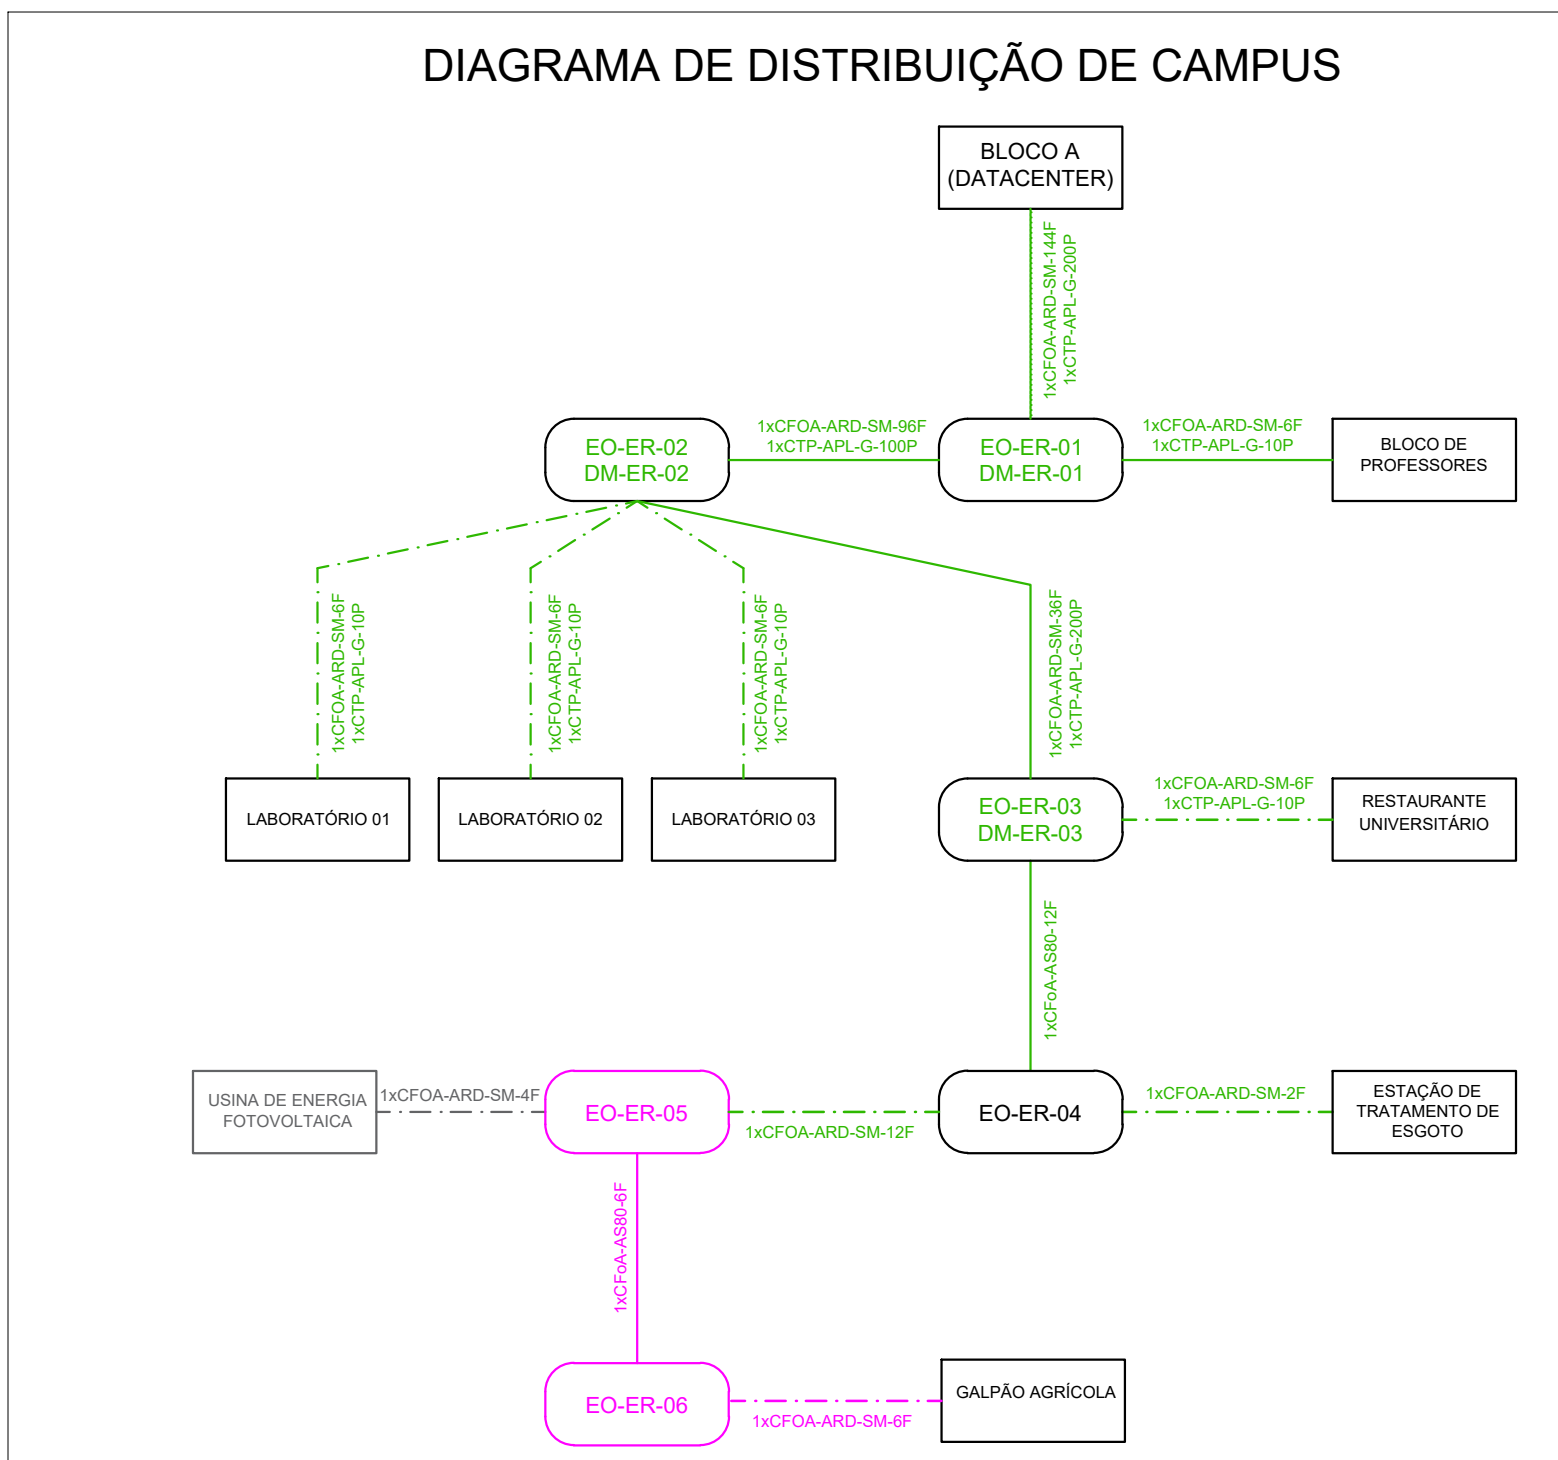 DIAGRAMA DE DISTRIBUIÇÃO DE CAMPUS
BLOCO A
(DATACENTER)
1xCFOA-ARD-SM-144F
1xCTP-APL-G-200P
EO-ER-02
DM-ER-02
1xCFOA-ARD-SM-96F
1xCTP-APL-G-100P
EO-ER-01
DM-ER-01
1xCFOA-ARD-SM-6F
1xCTP-APL-G-10P
BLOCO DE
PROFESSORES
1xCFOA-ARD-SM-6F
1xCTP-APL-G-10P
1xCFOA-ARD-SM-6F
1xCTP-APL-G-10P
1xCFOA-ARD-SM-6F
1xCTP-APL-G-10P
1xCFOA-ARD-SM-36F
1xCTP-APL-G-200P
LABORATÓRIO 01
LABORATÓRIO 02
LABORATÓRIO 03
EO-ER-03
DM-ER-03
1xCFOA-ARD-SM-6F
1xCTP-APL-G-10P
RESTAURANTE
UNIVERSITÁRIO
1xCFoA-AS80-12F
USINA DE ENERGIA
FOTOVOLTAICA
1xCFOA-ARD-SM-4F
EO-ER-05
1xCFOA-ARD-SM-12F
EO-ER-04
1xCFOA-ARD-SM-2F
ESTAÇÃO DE
TRATAMENTO DE
ESGOTO
1xCFoA-AS80-6F
EO-ER-06
1xCFOA-ARD-SM-6F
GALPÃO AGRÍCOLA